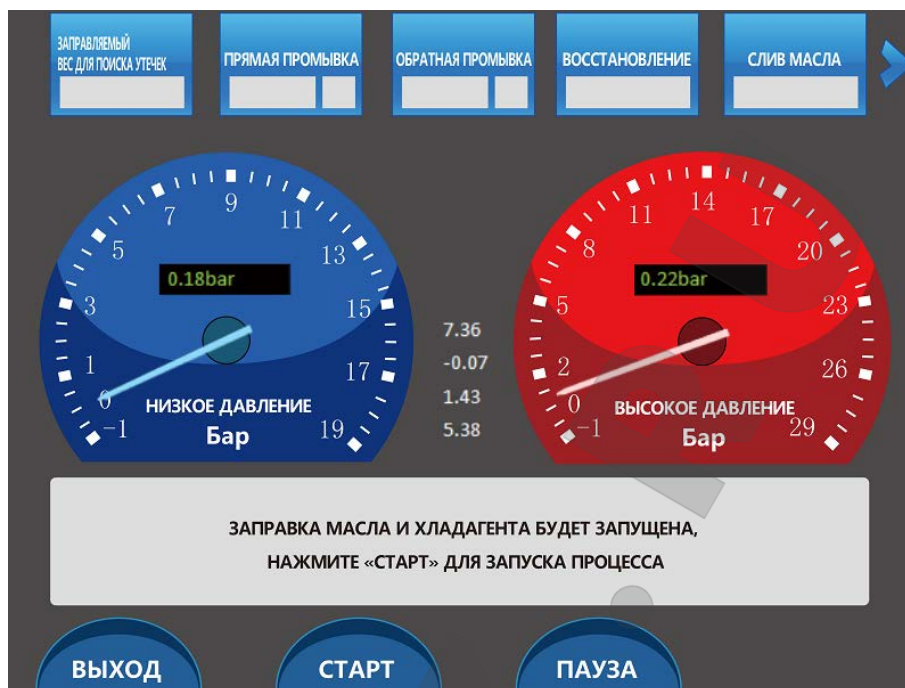 ЗАПРАВЛЯЕМЫЙ
ВЕС ДЛЯ ПОИСКА УТЕЧЕК
ПРЯМАЯ ПРОМЫВКА
ОБРАТНАЯ ПРОМЫВКА
ВОССТАНОВЛЕНИЕ
СЛИВ МАСЛА
9
7
11
5
13
0.18bar
3
15
1
17
0
НИЗКОЕ ДАВЛЕНИЕ
-1
Бар
19
7.36
-0.07
1.43
5.38
14
11
17
8
20
0.22bar
5
23
2
26
0
ВЫСОКОЕ ДАВЛЕНИЕ
-1
Бар
29
ЗАПРАВКА МАСЛА И ХЛАДАГЕНТА БУДЕТ ЗАПУЩЕНА,
НАЖМИТЕ «СТАРТ» ДЛЯ ЗАПУСКА ПРОЦЕССА
ВЫХОД
СТАРТ
ПАУЗА